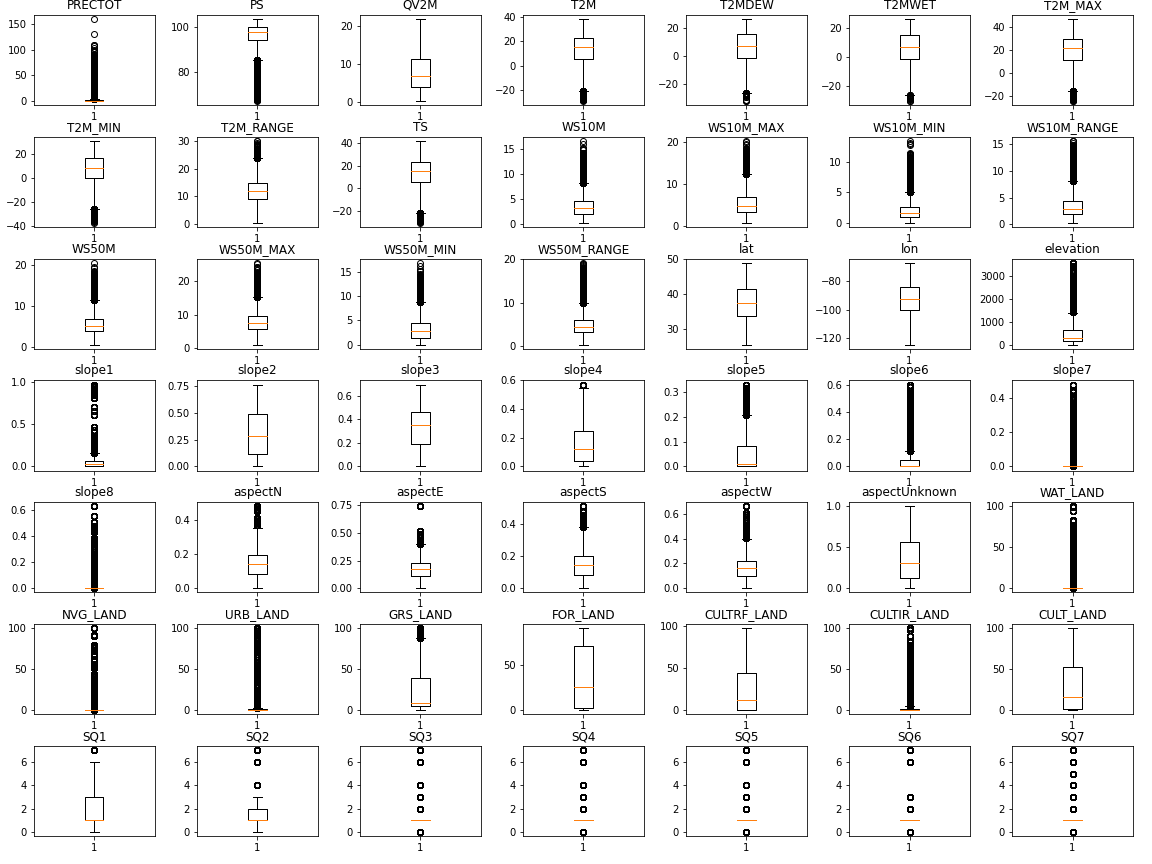 PRECTOT PS QV2M T2M T2MDEW T2MWET T2M_MAX
150 100 50 0 1
100 80 1
20 10 0 1
40 20 0 −20 1
20 0 −20 1
20 0 −20 1
40 20 0 −20 1
T2M_MIN T2M_RANGE TS WS10M WS10M_MAX WS10M_MIN WS10M_RANGE
20 0 −20 −40 1
30 20 10 0 1
40 20 0 −20 1
15 10 5 0 1
20 10 0 1
10 5 0 1
15 10 5 0 1
WS50M WS50M_MAX WS50M_MIN WS50M_RANGE lat lon elevation
20 10 0 1
20 10 0 1
15 10 5 0 1
20 10 0 1
50 40 30 1
−80 −100 −120 1
3000 2000 1000 0 1
slope1 slope2 slope3 slope4 slope5 slope6 slope7
1.0 0.5 0.0 1
0.75 0.50 0.25 0.00 1
0.6 0.4 0.2 0.0 1
0.6 0.4 0.2 0.0 1
0.3 0.2 0.1 0.0 1
0.6 0.4 0.2 0.0 1
0.4 0.2 0.0 1
slope8 aspectN aspectE aspectS aspectW aspectUnknown WAT_LAND
0.6 0.4 0.2 0.0 1
0.4 0.2 0.0 1
0.75 0.50 0.25 0.00 1
0.4 0.2 0.0 1
0.6 0.4 0.2 0.0 1
1.0 0.5 0.0 1
100 50 0 1
NVG_LAND URB_LAND GRS_LAND FOR_LAND CULTRF_LAND CULTIR_LAND CULT_LAND
100 50 0 1
100 50 0 1
100 50 0 1
50 0 1
100 50 0 1
100 50 0 1
100 50 0 1
SQ1 SQ2 SQ3 SQ4 SQ5 SQ6 SQ7
6 4 2 0 1
6 4 2 0 1
6 4 2 0 1
6 4 2 0 1
6 4 2 0 1
6 4 2 0 1
6 4 2 0 1